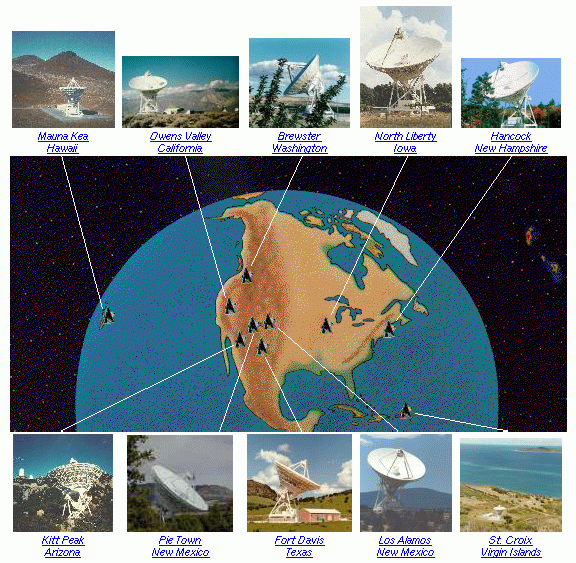 Mauna Kea
Hawaii
Owens Valley
California
Brewster
Washington
North Liberty
Iowa
Hancock
New Hampshire
Kitt Peak
Arizona
Pie Town
New Mexico
Fort Davis
Texas
Los Alamos
New Mexico
St. Croix
Virgin Islands